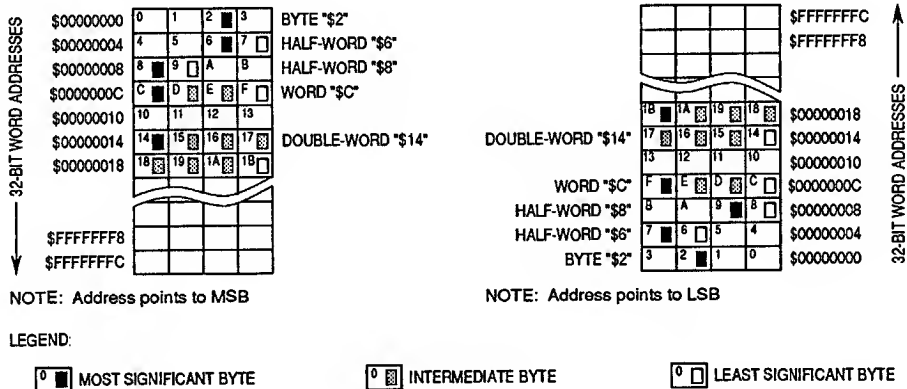 32-BIT WORD ADDRESSES
$00000000 0 1 2 3 BYTE "$2"
$00000004 4 5 6 7 HALF-WORD "$6"
$00000008 8 9 A B HALF-WORD "$8"
$0000000C C D E F WORD "$C"
$00000010 10 11 12 13
$00000014 14 15 16 17 DOUBLE-WORD "$14"
$00000018 18 19 1A 1B
$FFFFFFF8
$FFFFFFFC
NOTE: Address points to MSB
$FFFFFFFC
$FFFFFFF8
1B 1A 19 18 $00000018
DOUBLE-WORD "$14" 17 16 15 14 $00000014
13 12 11 10 $00000010
WORD "$C" F E D C $0000000C
HALF-WORD "$8" B A 9 8 $00000008
HALF-WORD "$6" 7 6 5 4 $00000004
BYTE "$2" 3 2 1 0 $00000000
32-BIT WORD ADDRESSES
NOTE: Address points to LSB
LEGEND:
0 MOST SIGNIFICANT BYTE
0 INTERMEDIATE BYTE
0 LEAST SIGNIFICANT BYTE